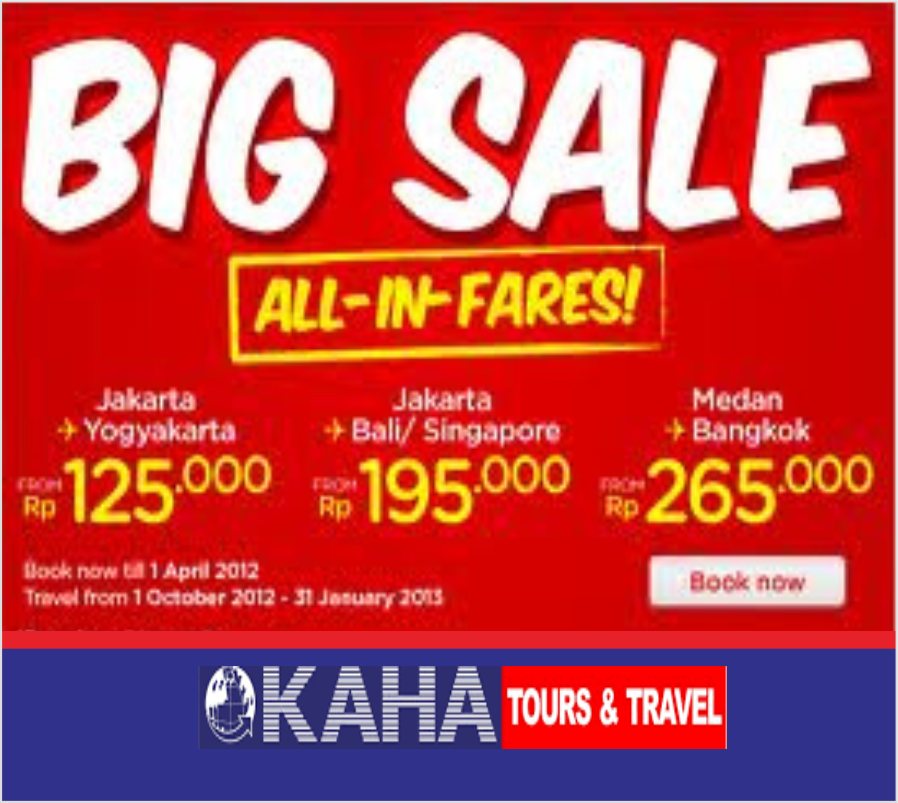 BIG SALE
ALL-IN-FARES!
Jakarta
Yogyakarta
FROM Rp 125.000
Jakarta
Bali/ Singapore
FROM Rp 195.000
Medan
Bangkok
FROM Rp 265.000
Book now till 1 April 2012
Travel from 1 October 2012 - 31 January 2013
Book now
KAHA TOURS & TRAVEL